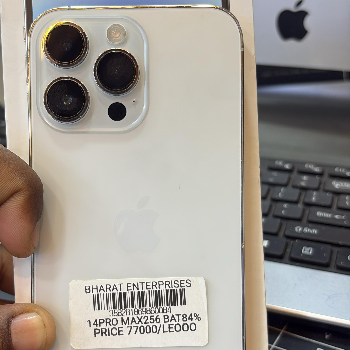 BHARAT ENTERPRISES
14PRO MAX256 BAT84%
PRICE 77000/LEOOO